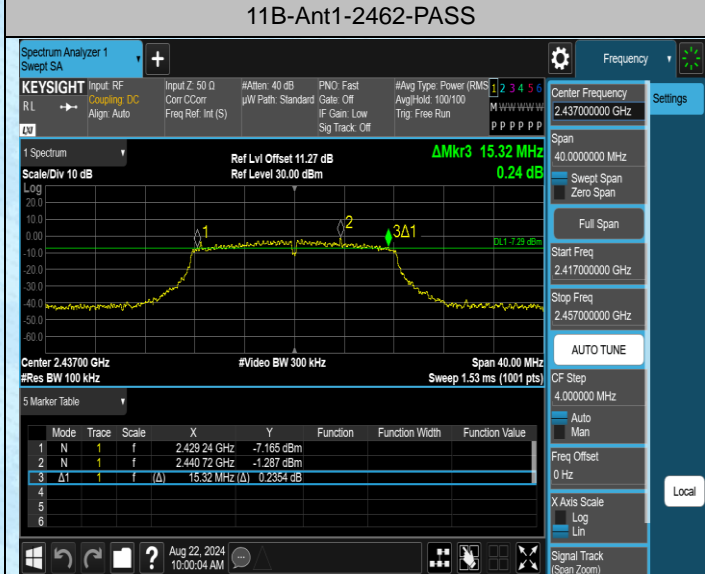 11B-Ant1-2462-PASS
Spectrum Analyzer 1
Swept SA
+
Frequency
KEYSIGHT
RL
LXI
Input: RF
Coupling: DC
Align: Auto
Input Z: 50 Ω
Corr CCorr
Freq Ref: Int (S)
#Atten: 40 dB
µW Path: Standard
PNO: Fast
Gate: Off
IF Gain: Low
Sig Track: Off
#Avg Type: Power (RMS
Avg|Hold: 100/100
Trig: Free Run
1 2 3 4 5 6
M W W W W W
P P P P P P
1 Spectrum
Scale/Div 10 dB
Ref Lvl Offset 11.27 dB
Ref Level 30.00 dBm
ΔMkr3 15.32 MHz
0.24 dB
Log
20.0
10.0
0.00
-10.0
-20.0
-30.0
-40.0
-50.0
-60.0
1
2
3Δ1
DL1 -7.29 dBm
Center 2.43700 GHz
#Res BW 100 kHz
#Video BW 300 kHz
Span 40.00 MHz
Sweep 1.53 ms (1001 pts)
5 Marker Table
Mode Trace Scale X Y Function Function Width Function Value
1 N 1 f 2.429 24 GHz -7.165 dBm
2 N 1 f 2.440 72 GHz -1.287 dBm
3 Δ1 1 f (Δ) 15.32 MHz (Δ) 0.2354 dB
4
5
6
?
Aug 22, 2024
10:00:04 AM
Center Frequency
2.437000000 GHz
Span
40.0000000 MHz
Swept Span
Zero Span
Full Span
Start Freq
2.417000000 GHz
Stop Freq
2.457000000 GHz
AUTO TUNE
CF Step
4.000000 MHz
Auto
Man
Freq Offset
0 Hz
X Axis Scale
Log
Lin
Signal Track
(Span Zoom)
Settings
Local